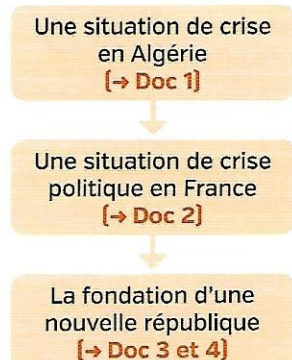 Une situation de crise
en Algérie
[→ Doc 1]
Une situation de crise
politique en France
[→ Doc 2]
La fondation d'une
nouvelle république
[→ Doc 3 et 4]